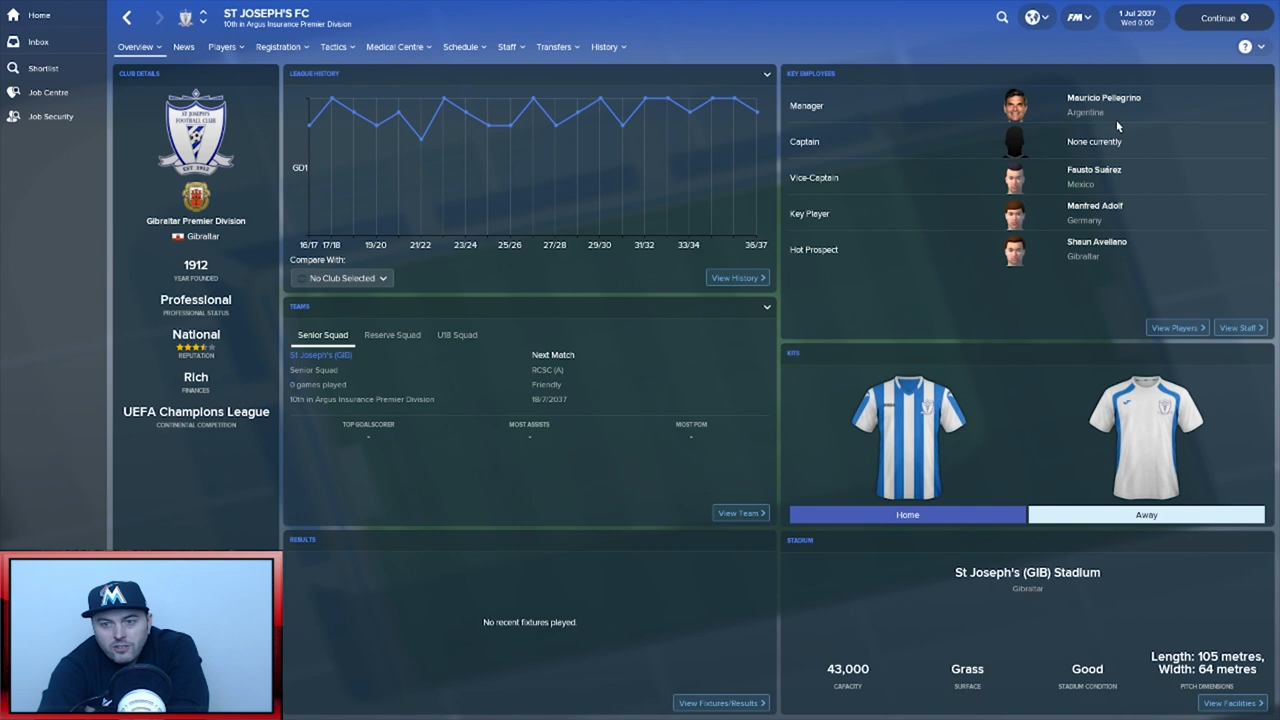 Home
Inbox
Shortlist
Job Centre
Job Security
ST JOSEPH'S FC
10th in Argus Insurance Premier Division
1 Jul 2037
Wed 0:00
FM
Continue
Overview
News
Players
Registration
Tactics
Medical Centre
Schedule
Staff
Transfers
History
?
CLUB DETAILS
ST JOSEPH'S
FOOTBALL CLUB
EST 1912
Gibraltar Premier Division
Gibraltar
1912
YEAR FOUNDED
Professional
PROFESSIONAL STATUS
National
REPUTATION
Rich
FINANCES
UEFA Champions League
CONTINENTAL COMPETITION
LEAGUE HISTORY
GD1
16/17 17/18 19/20 21/22 23/24 25/26 27/28 29/30 31/32 33/34 36/37
Compare With:
No Club Selected
View History >
TEAMS
Senior Squad
Reserve Squad
U18 Squad
St Joseph's (GIB)
Senior Squad
0 games played
10th in Argus Insurance Premier Division
Next Match
RCSC (A)
Friendly
18/7/2037
TOP GOALSCORER
-
MOST ASSISTS
-
MOST POM
-
View Team >
RESULTS
No recent fixtures played.
View Fixtures/Results >
KEY EMPLOYEES
Manager
Mauricio Pellegrino
Argentina
Captain
None currently
Vice-Captain
Fausto Suárez
Mexico
Key Player
Manfred Adolf
Germany
Hot Prospect
Shaun Avellano
Gibraltar
View Players >
View Staff >
KITS
Home
Away
STADIUM
St Joseph's (GIB) Stadium
Gibraltar
43,000
CAPACITY
Grass
SURFACE
Good
STADIUM CONDITION
Length: 105 metres,
Width: 64 metres
PITCH DIMENSIONS
View Facilities >
M